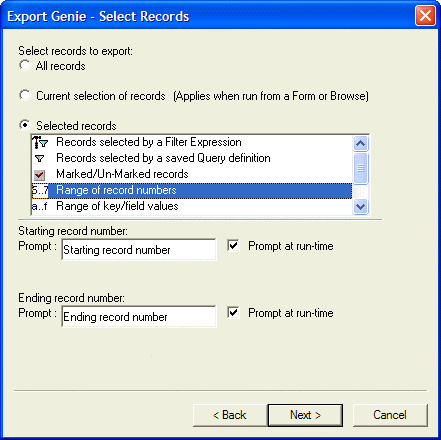 Export Genie - Select Records
Select records to export:
All records
Current selection of records (Applies when run from a Form or Browse)
Selected records
Records selected by a Filter Expression
Records selected by a saved Query definition
Marked/Un-Marked records
5..7 Range of record numbers
a..f Range of key/field values
Starting record number:
Prompt : Starting record number Prompt at run-time
Ending record number:
Prompt : Ending record number Prompt at run-time
< Back Next > Cancel